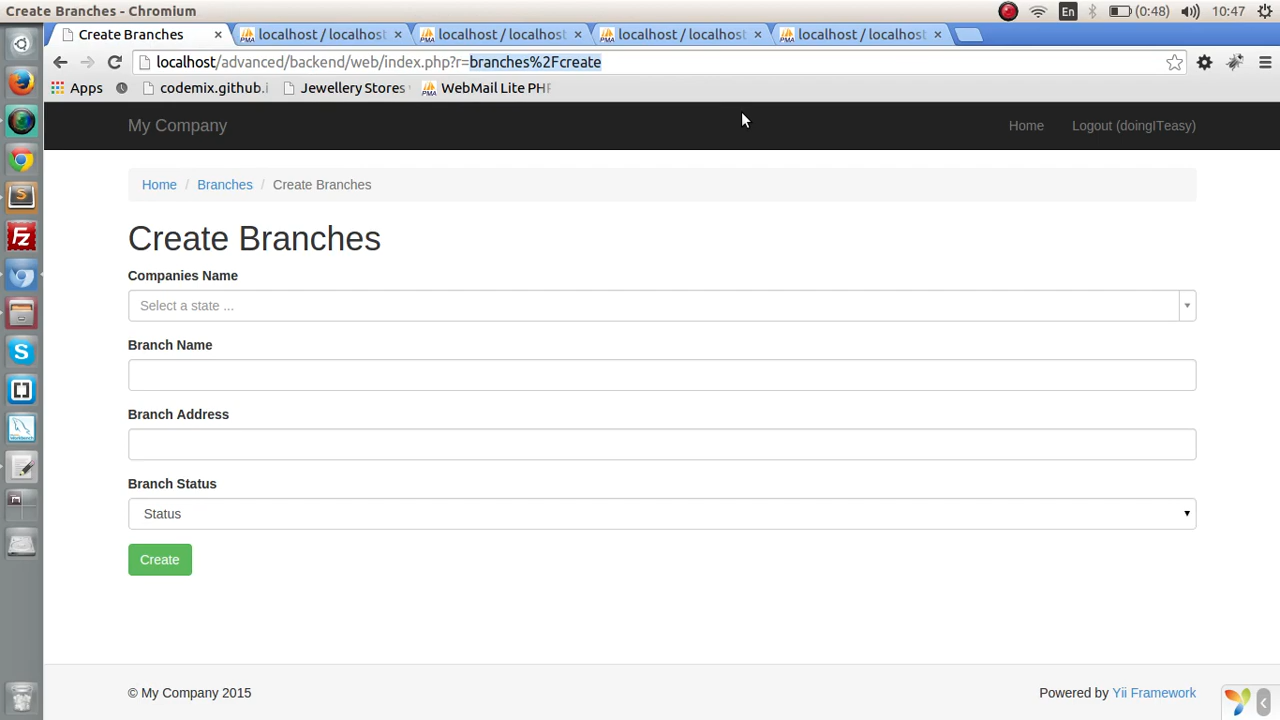 Create Branches - Chromium
En (0:48) 10:47
Create Branches × localhost / localhost × localhost / localhost × localhost / localhost × localhost / localhost ×
localhost/advanced/backend/web/index.php?r=branches%2Fcreate
Apps codemix.github.i Jewellery Stores WebMail Lite PHP
My Company Home Logout (doingITeasy)
Home / Branches / Create Branches
Create Branches
Companies Name
Select a state ...
Branch Name
Branch Address
Branch Status
Status
Create
© My Company 2015 Powered by Yii Framework